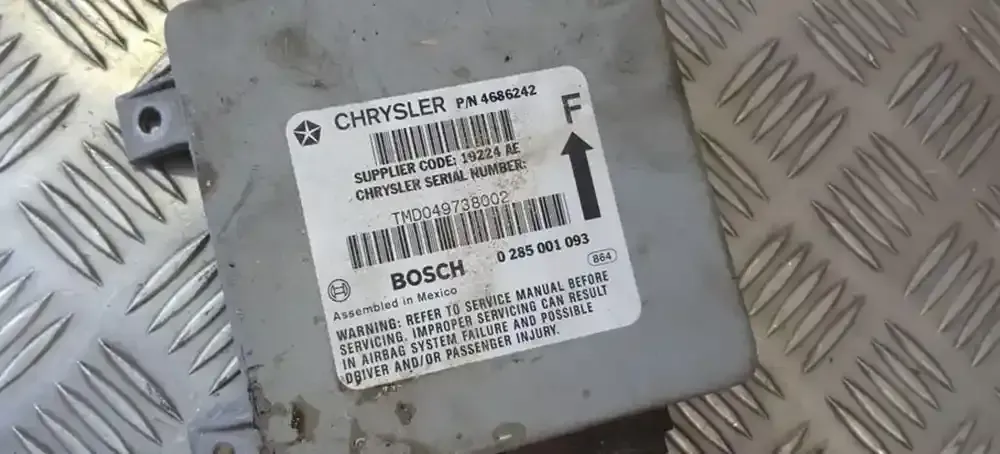 CHRYSLER P/N 4686242
F
SUPPLIER CODE: 19224 AE
CHRYSLER SERIAL NUMBER:
TMD049738002
BOSCH 0 285 001 093
Assembled in Mexico
864
WARNING: REFER TO SERVICE MANUAL BEFORE
SERVICING. IMPROPER SERVICING CAN RESULT
IN AIRBAG SYSTEM FAILURE AND POSSIBLE
DRIVER AND/OR PASSENGER INJURY.